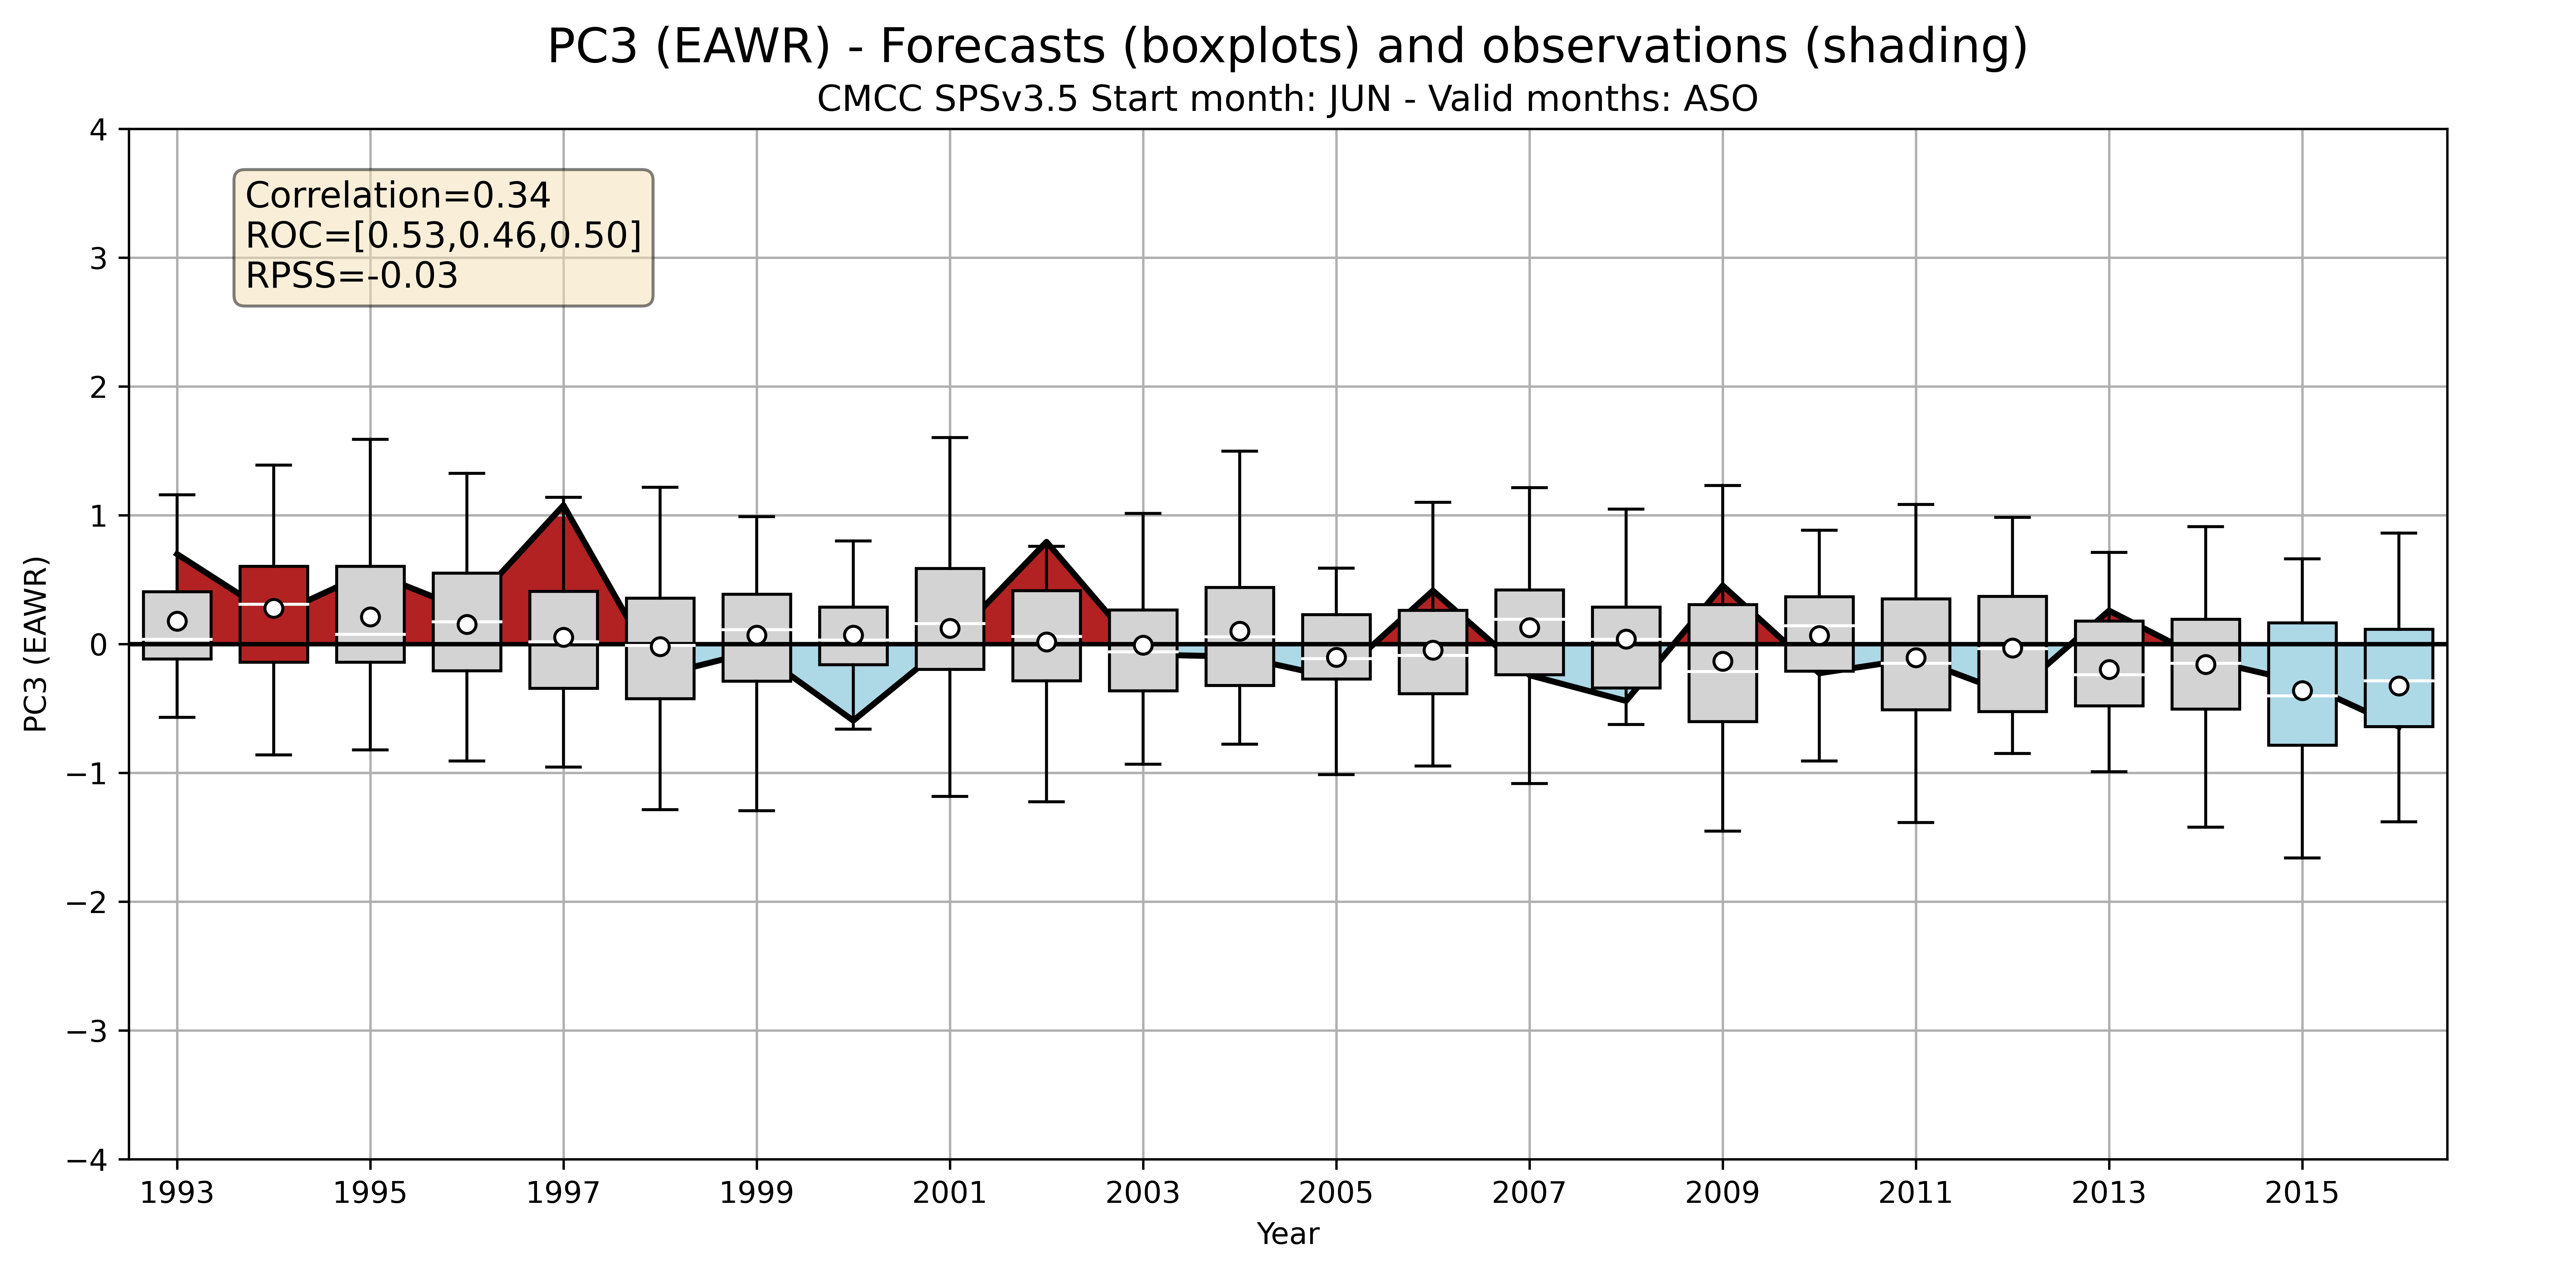 PC3 (EAWR) - Forecasts (boxplots) and observations (shading)
CMCC SPSv3.5 Start month: JUN - Valid months: ASO
Correlation=0.34
ROC=[0.53,0.46,0.50]
RPSS=-0.03
PC3 (EAWR)
4
3
2
1
0
−1
−2
−3
−4
1993 1995 1997 1999 2001 2003 2005 2007 2009 2011 2013 2015
Year